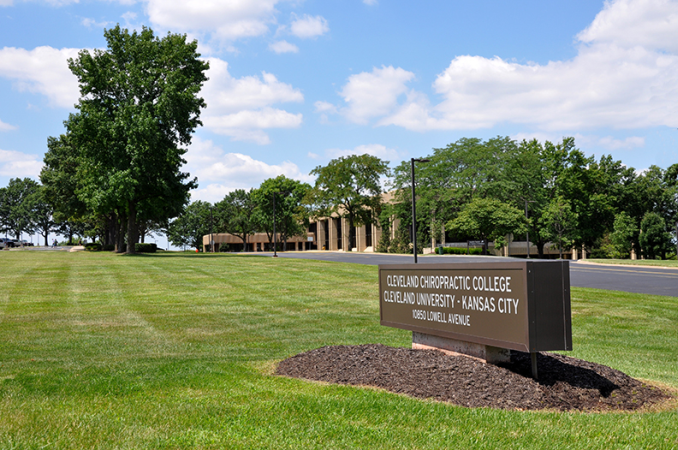 CLEVELAND CHIROPRACTIC COLLEGE
CLEVELAND UNIVERSITY - KANSAS CITY
10850 LOWELL AVENUE